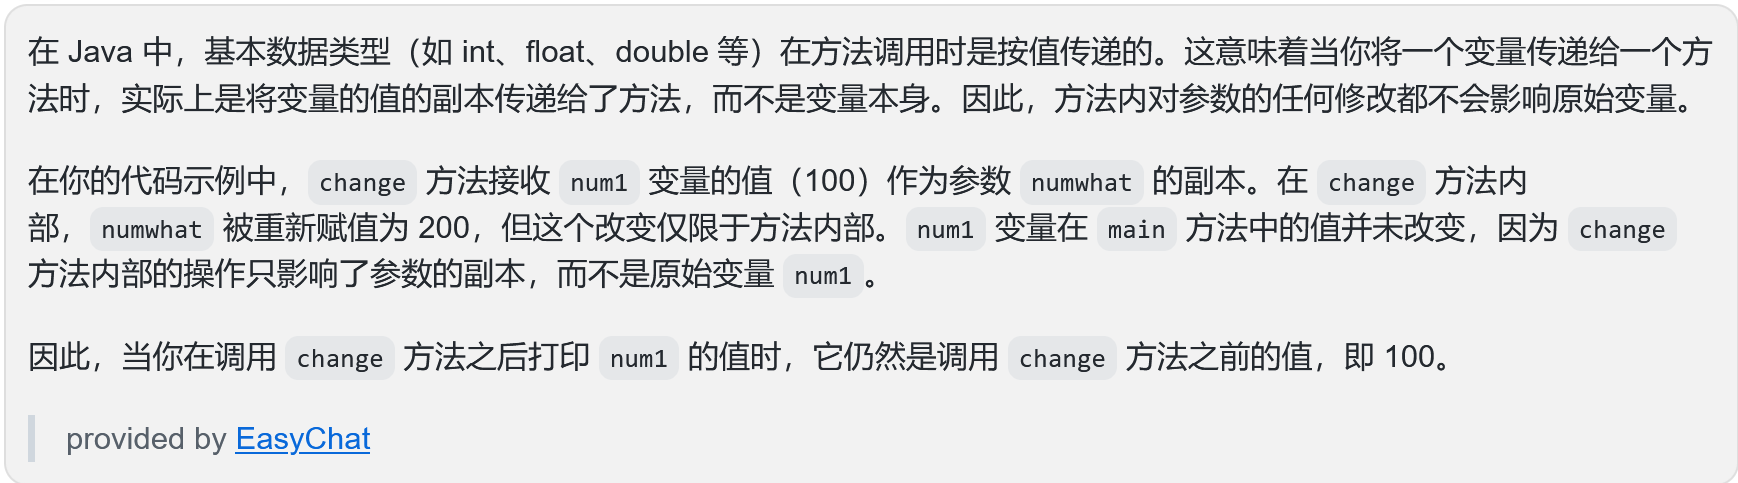 在 Java 中，基本数据类型（如 int、float、double 等）在方法调用时是按值传递的。这意味着当你将一个变量传递给一个方
法时，实际上是将变量的值的副本传递给了方法，而不是变量本身。因此，方法内对参数的任何修改都不会影响原始变量。
在你的代码示例中， change 方法接收 num1 变量的值（100）作为参数 numwhat 的副本。在 change 方法内
部， numwhat 被重新赋值为 200，但这个改变仅限于方法内部。 num1 变量在 main 方法中的值并未改变，因为 change
方法内部的操作只影响了参数的副本，而不是原始变量 num1 。
因此，当你在调用 change 方法之后打印 num1 的值时，它仍然是调用 change 方法之前的值，即 100。
provided by EasyChat